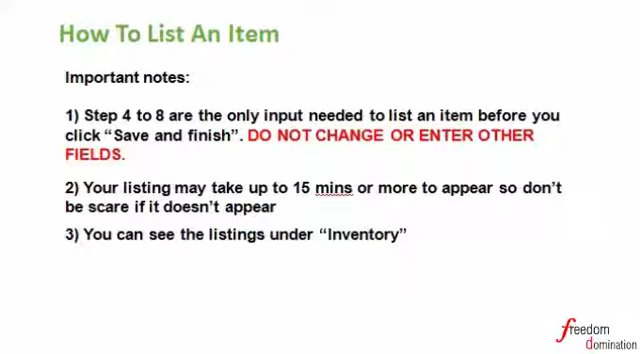 How To List An Item
Important notes:
1) Step 4 to 8 are the only input needed to list an item before you
click “Save and finish”. DO NOT CHANGE OR ENTER OTHER
FIELDS.
2) Your listing may take up to 15 mins or more to appear so don’t
be scare if it doesn’t appear
3) You can see the listings under “Inventory”
freedom
domination